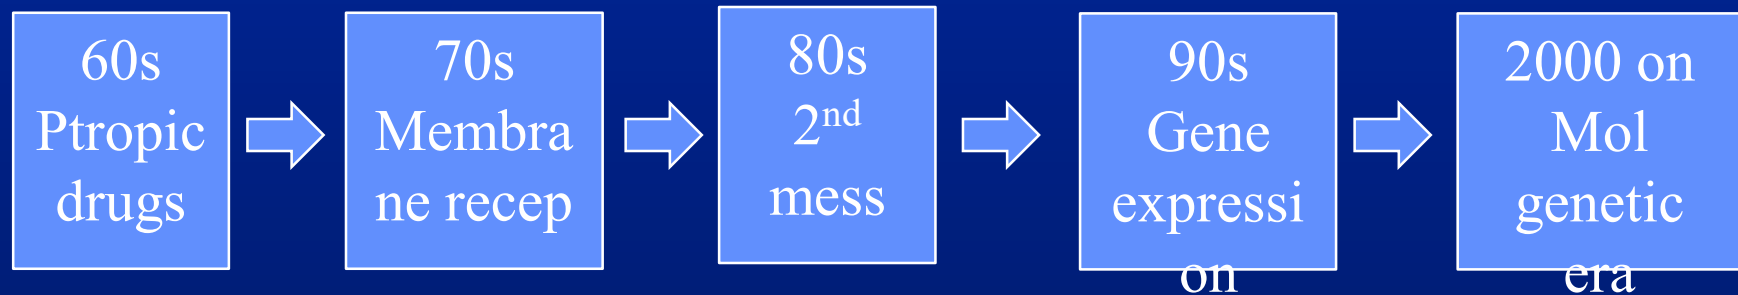 60s
Ptropic
drugs
70s
Membra
ne recep
80s
2nd
mess
90s
Gene
expressi
on
2000 on
Mol
genetic
era